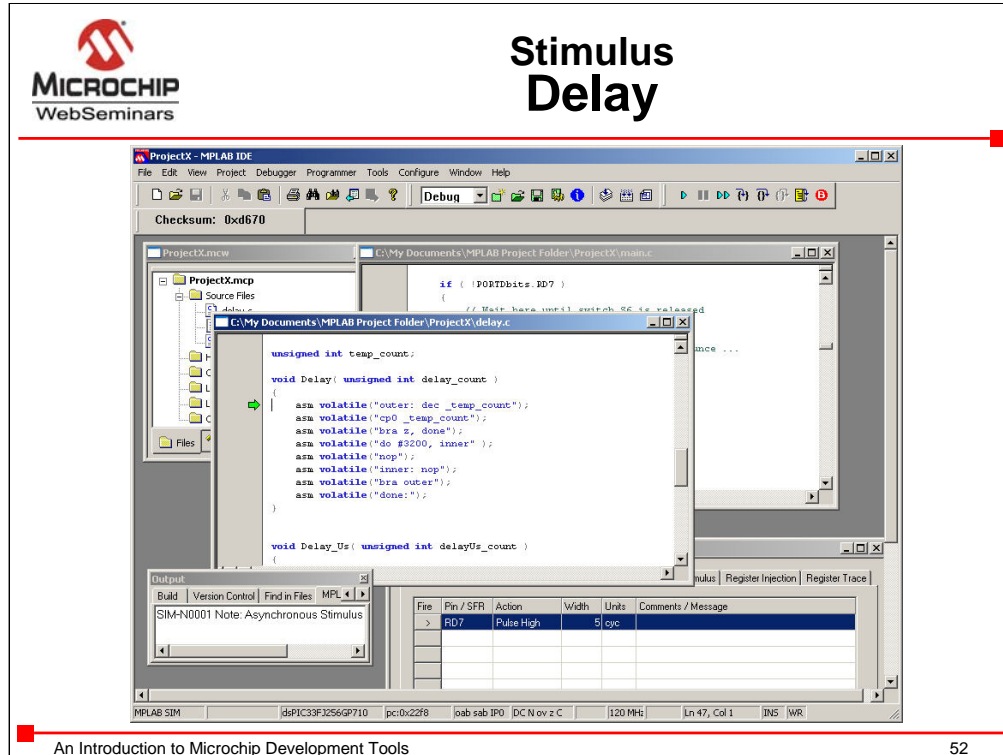 MICROCHIP
WebSeminars
Stimulus
Delay
ProjectX - MPLAB IDE
File Edit View Project Debugger Programmer Tools Configure Window Help
Debug
Checksum: 0xd670
ProjectX.mcw
ProjectX.mcp
Source Files
delay.c
H
C
L
L
O
Files
C:\My Documents\MPLAB Project Folder\ProjectX\main.c
if ( !PORTDbits.RD7 )
{
// Wait here until switch S6 is released
unce ...
C:\My Documents\MPLAB Project Folder\ProjectX\delay.c
unsigned int temp_count;
void Delay( unsigned int delay_count )
{
asm volatile("outer: dec _temp_count");
asm volatile("cp0 _temp_count");
asm volatile("bra z, done");
asm volatile("do #3200, inner" );
asm volatile("nop");
asm volatile("inner: nop");
asm volatile("bra outer");
asm volatile("done:");
}
void Delay_Us( unsigned int delayUs_count )
{
Output
Build Version Control Find in Files MPL
SIM-N0001 Note: Asynchronous Stimulus
mulus Register Injection Register Trace
Fire Pin / SFR Action Width Units Comments / Message
> RD7 Pulse High 5 cyc
MPLAB SIM dsPIC33FJ256GP710 pc:0x22f8 oab sab IP0 DC N ov z C 120 MHz Ln 47, Col 1 INS WR
An Introduction to Microchip Development Tools 52